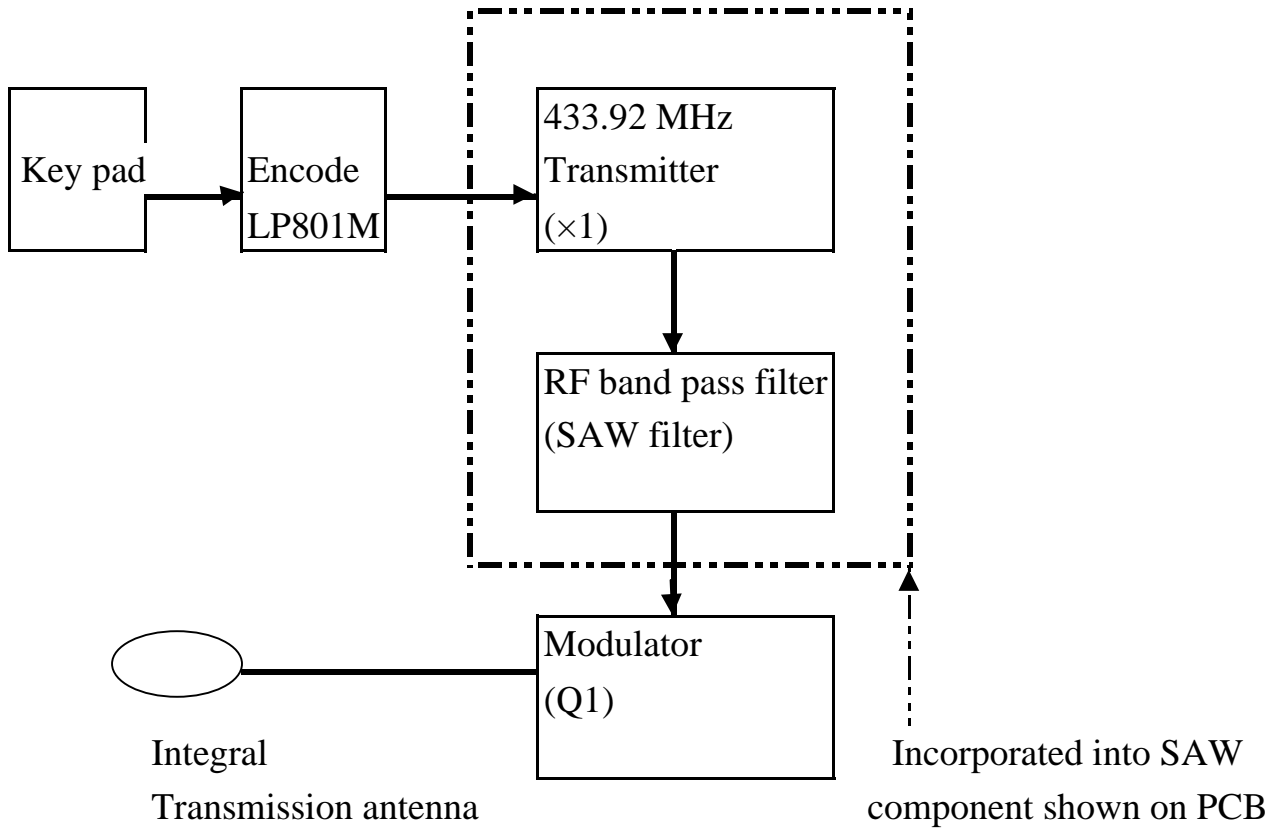 Key pad
Encode
LP801M
433.92 MHz
Transmitter
(×1)
RF band pass filter
(SAW filter)
Modulator
(Q1)
Integral
Transmission antenna
Incorporated into SAW
component shown on PCB